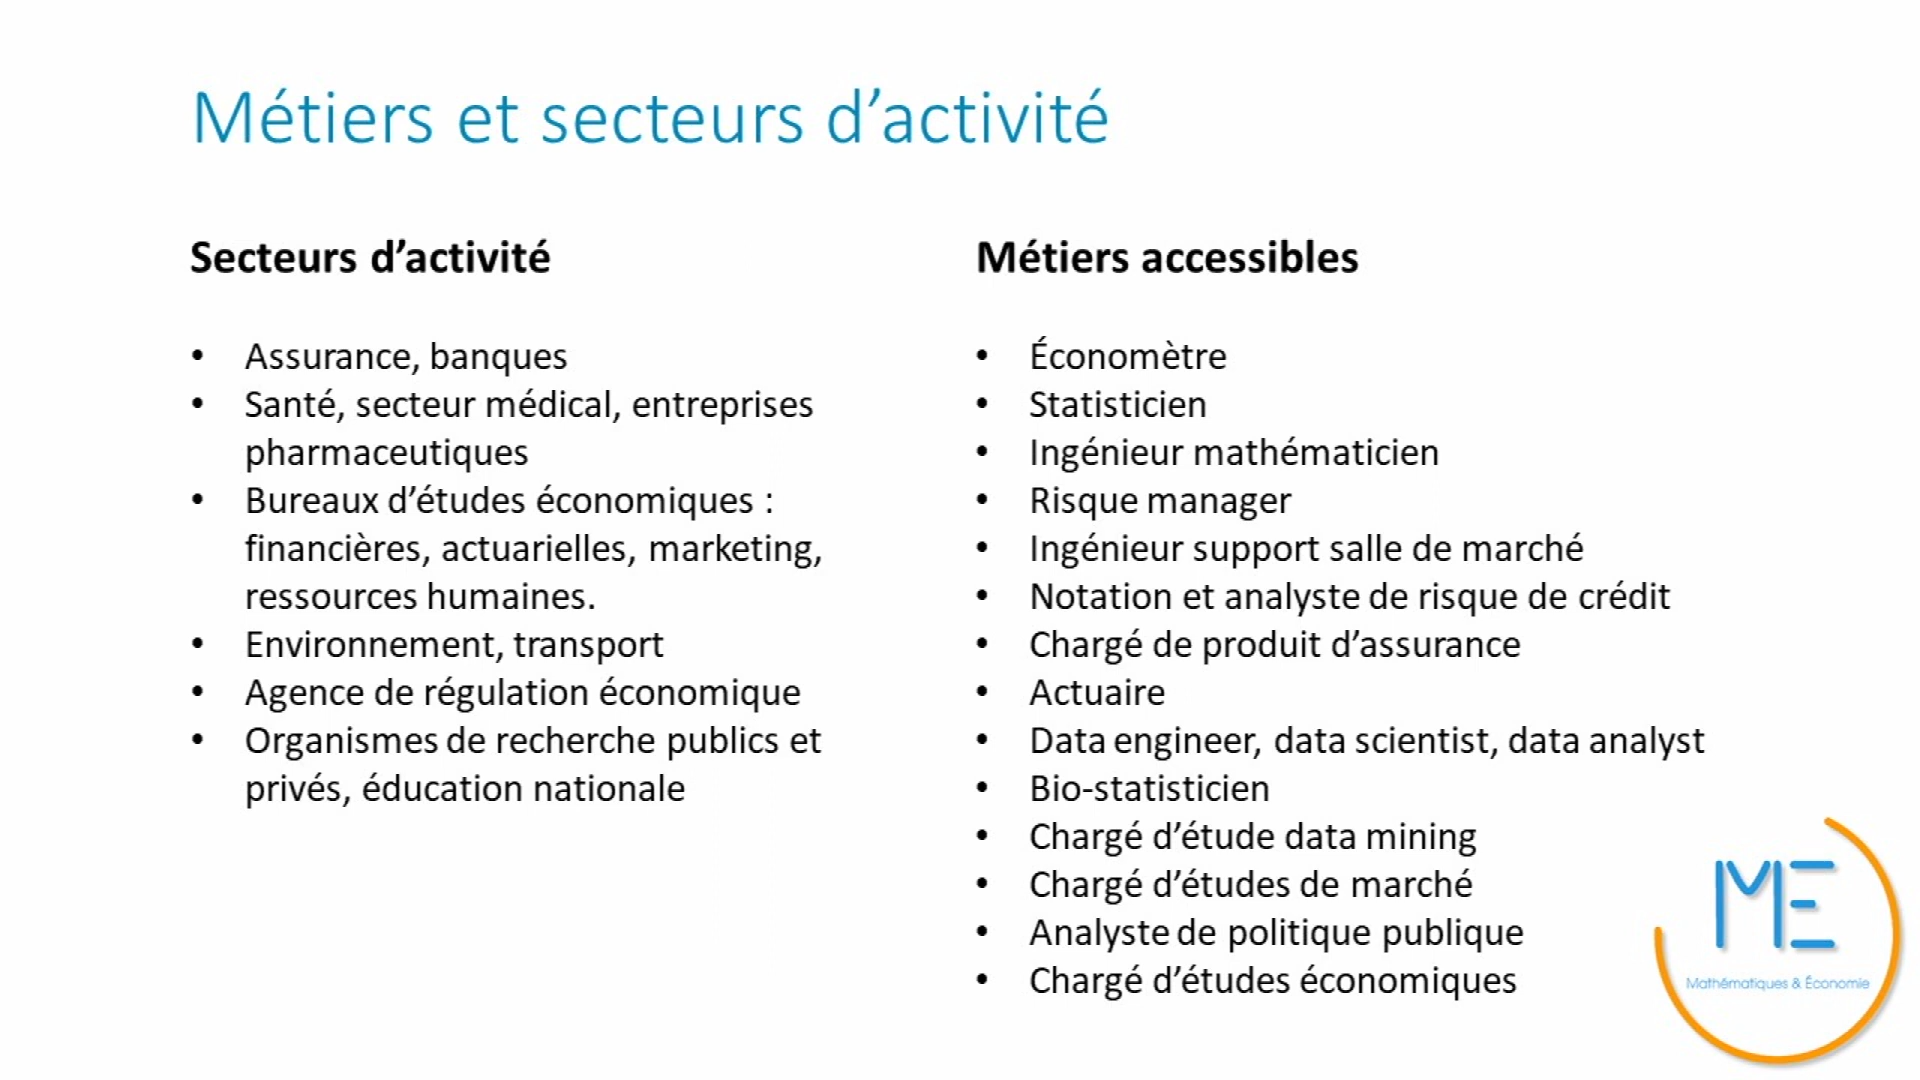 Métiers et secteurs d’activité
Secteurs d’activité
• Assurance, banques
• Santé, secteur médical, entreprises
pharmaceutiques
• Bureaux d’études économiques :
financières, actuarielles, marketing,
ressources humaines.
• Environnement, transport
• Agence de régulation économique
• Organismes de recherche publics et
privés, éducation nationale
Métiers accessibles
• Économètre
• Statisticien
• Ingénieur mathématicien
• Risque manager
• Ingénieur support salle de marché
• Notation et analyste de risque de crédit
• Chargé de produit d’assurance
• Actuaire
• Data engineer, data scientist, data analyst
• Bio-statisticien
• Chargé d’étude data mining
• Chargé d’études de marché
• Analyste de politique publique
• Chargé d’études économiques
ME
Mathématiques & Économie